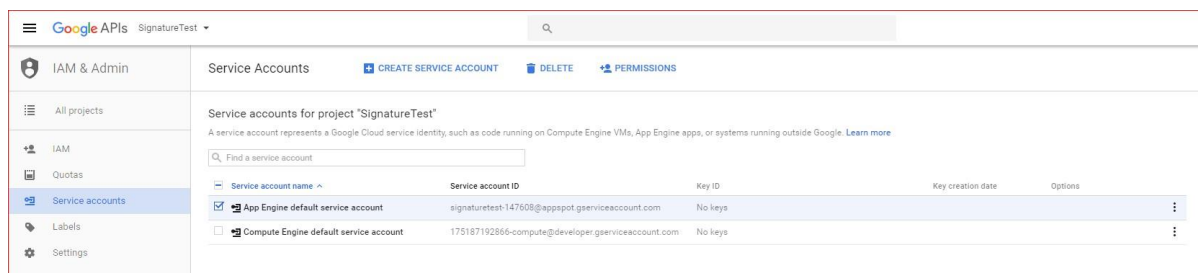 Google APIs SignatureTest
IAM & Admin Service Accounts CREATE SERVICE ACCOUNT DELETE PERMISSIONS
All projects
Service accounts for project "SignatureTest"
A service account represents a Google Cloud service identity, such as code running on Compute Engine VMs, App Engine apps, or systems running outside Google. Learn more
IAM
Find a service account
Quotas
Service account name Service account ID Key ID Key creation date Options
Service accounts
App Engine default service account signaturetest-147608@appspot.gserviceaccount.com No keys
Labels
Compute Engine default service account 175187192866-compute@developer.gserviceaccount.com No keys
Settings